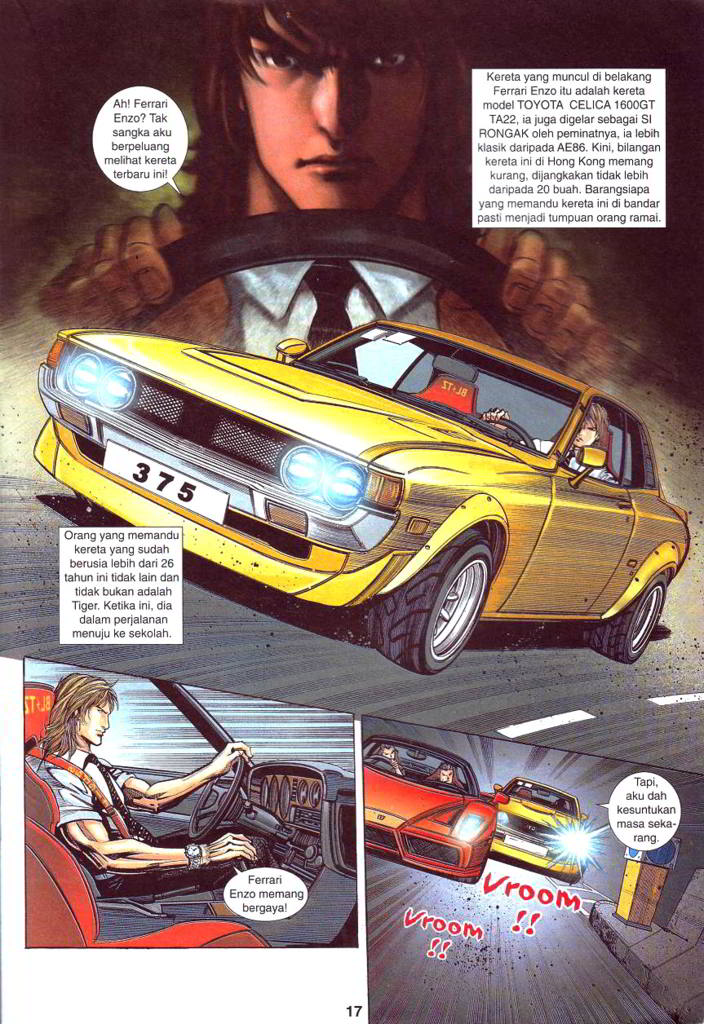 Ah! Ferrari
Enzo? Tak
sangka aku
berpeluang
melihat kereta
terbaru ini!
Kereta yang muncul di belakang
Ferrari Enzo itu adalah kereta
model TOYOTA CELICA 1600GT
TA22, ia juga digelar sebagai SI
RONGAK oleh peminatnya, ia lebih
klasik daripada AE86. Kini, bilangan
kereta ini di Hong Kong memang
kurang, dijangkakan tidak lebih
daripada 20 buah. Barangsiapa
yang memandu kereta ini di bandar
pasti menjadi tumpuan orang ramai.
375
Orang yang memandu
kereta yang sudah
berusia lebih dari 26
tahun ini tidak lain dan
tidak bukan adalah
Tiger. Ketika ini, dia
dalam perjalanan
menuju ke sekolah.
Ferrari
Enzo memang
bergaya!
Tapi,
aku dah
kesuntukan
masa seka-
rang.
Vroom
!!
Vroom
!!
17